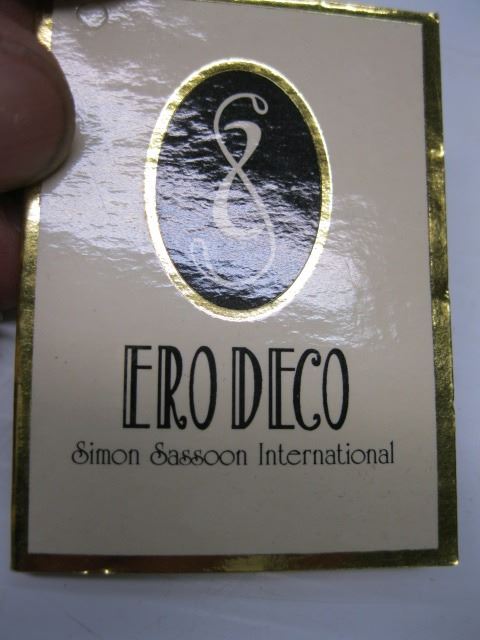 ERO DECO
Simon Sassoon International